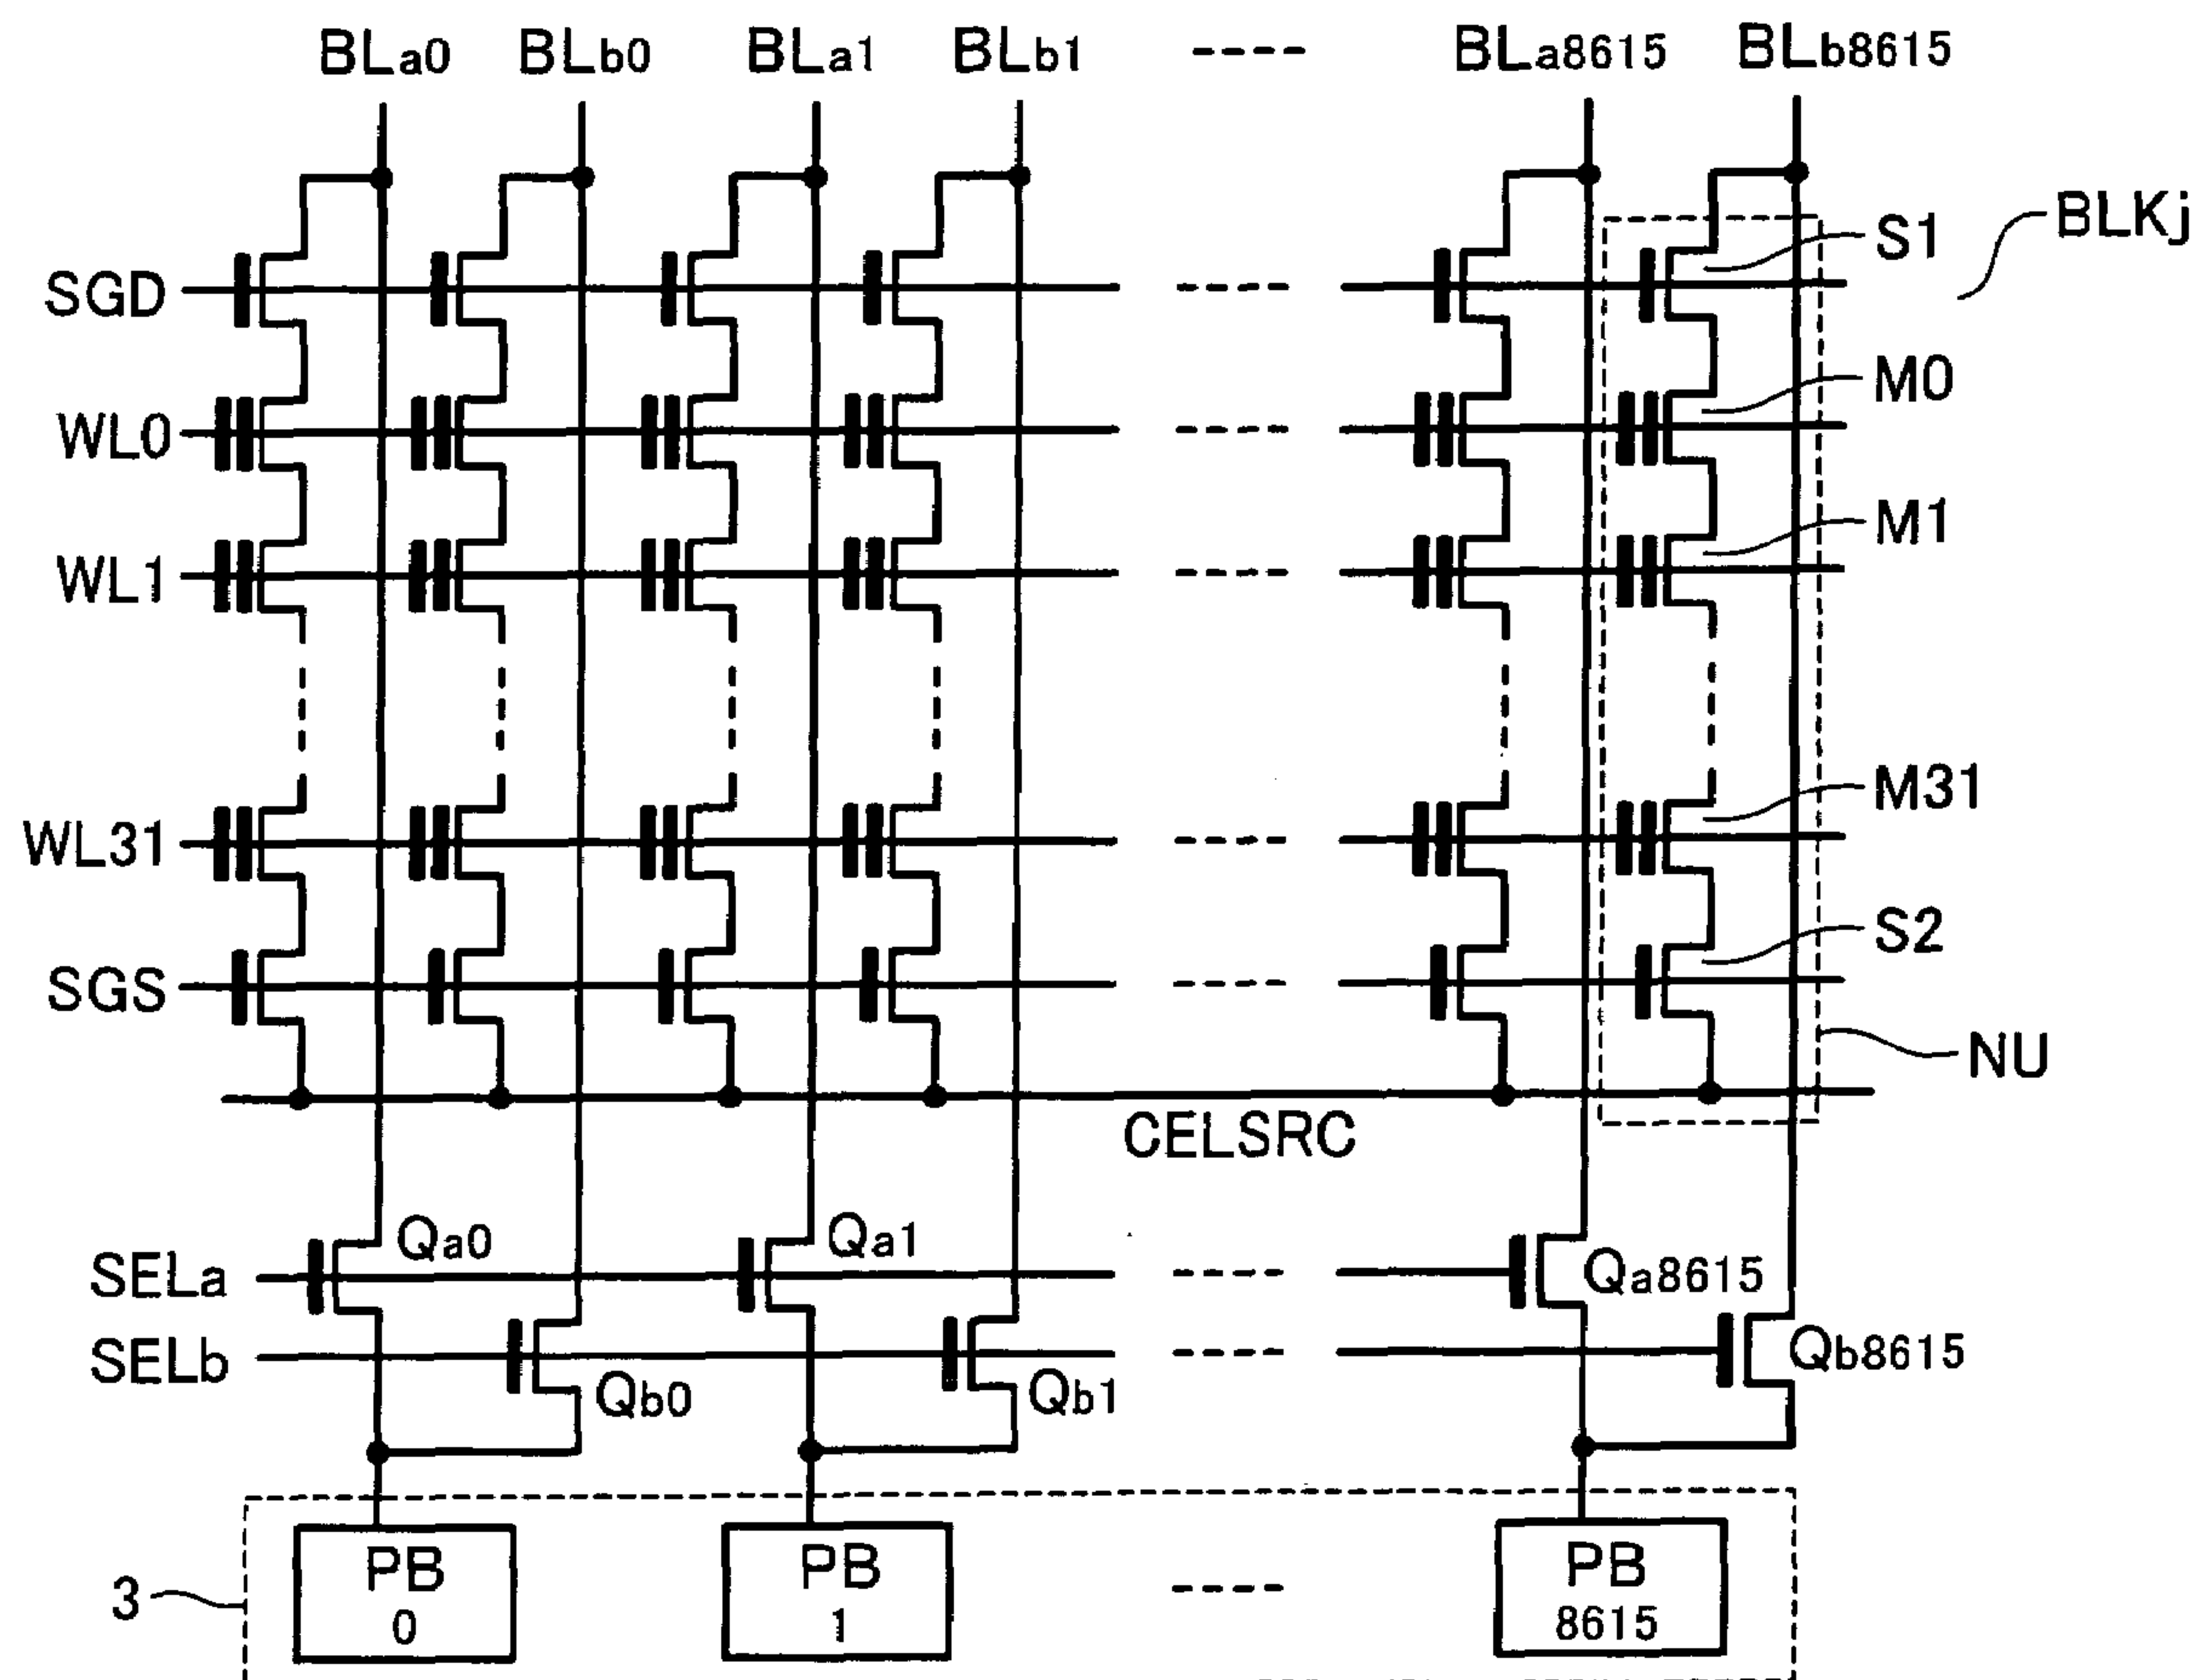 BLa0 BLb0 BLa1 BLb1 BLa8615 BLb8615
BLKj
S1
SGD
M0
WL0
M1
WL1
M31
WL31
S2
SGS
NU
CELSRC
Qa0 Qa1
SELa Qa8615
SELb Qb8615
Qb0 Qb1
PB PB PB
3
0 1 8615